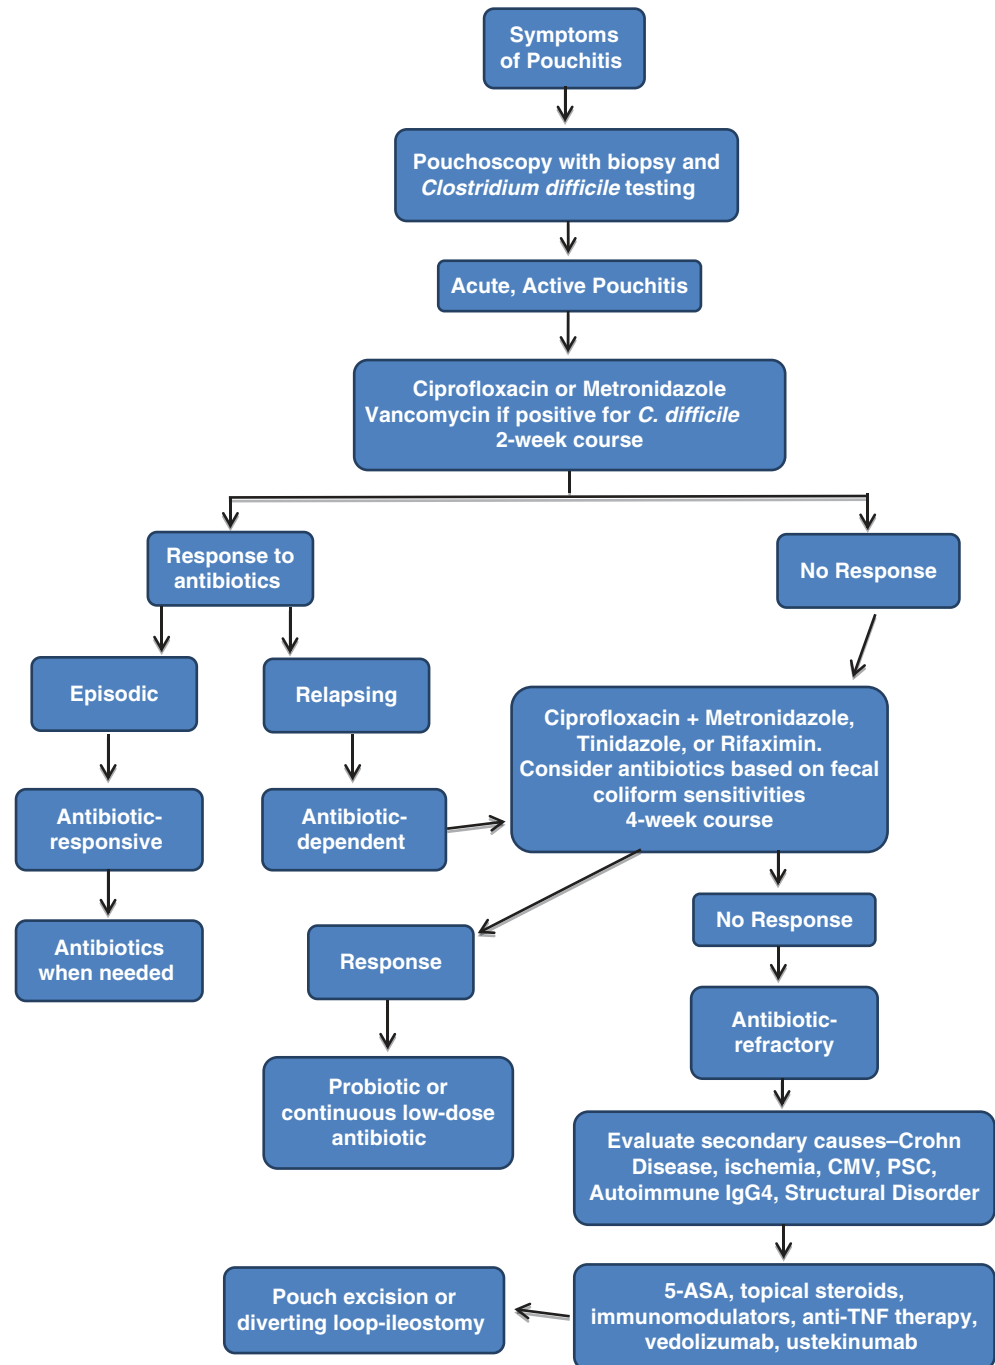 Symptoms
of Pouchitis
Pouchoscopy with biopsy and
Clostridium difficile testing
Acute, Active Pouchitis
Ciprofloxacin or Metronidazole
Vancomycin if positive for C. difficile
2-week course
Response to
antibiotics
No Response
Episodic
Relapsing
Ciprofloxacin + Metronidazole,
Tinidazole, or Rifaximin.
Consider antibiotics based on fecal
coliform sensitivities
4-week course
Antibiotic-
responsive
Antibiotic-
dependent
Antibiotics
when needed
Response
No Response
Antibiotic-
refractory
Probiotic or
continuous low-dose
antibiotic
Evaluate secondary causes–Crohn
Disease, ischemia, CMV, PSC,
Autoimmune IgG4, Structural Disorder
5-ASA, topical steroids,
immunomodulators, anti-TNF therapy,
vedolizumab, ustekinumab
Pouch excision or
diverting loop-ileostomy